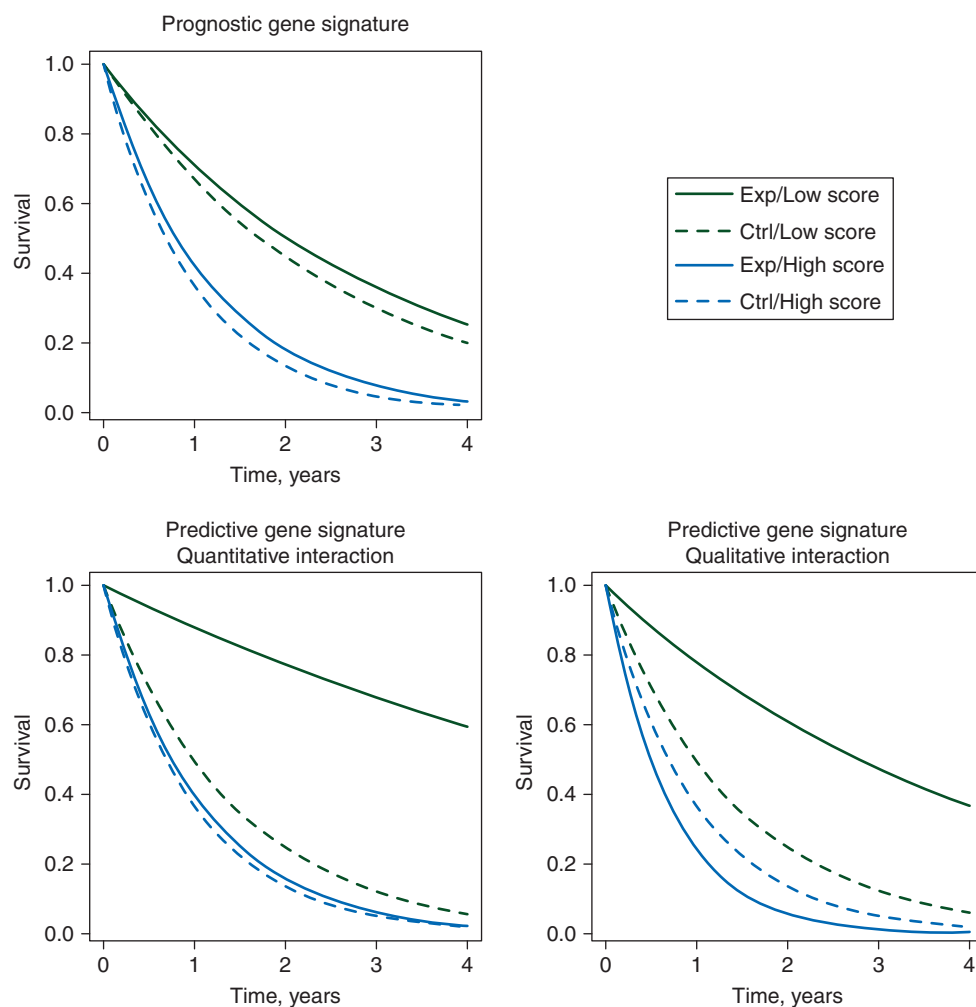 Prognostic gene signature
1.0
0.8
0.6
0.4
0.2
0.0
Survival
0 1 2 3 4
Time, years
Exp/Low score
Ctrl/Low score
Exp/High score
Ctrl/High score
Predictive gene signature
Quantitative interaction
1.0
0.8
0.6
0.4
0.2
0.0
Survival
0 1 2 3 4
Time, years
Predictive gene signature
Qualitative interaction
1.0
0.8
0.6
0.4
0.2
0.0
Survival
0 1 2 3 4
Time, years